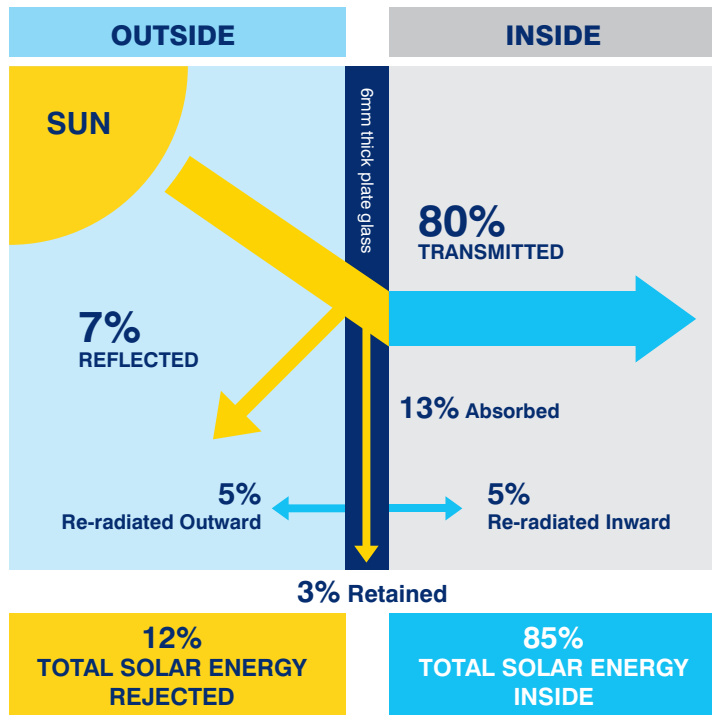 OUTSIDE
INSIDE
SUN
6mm thick plate glass
80%
TRANSMITTED
7%
REFLECTED
13% Absorbed
5%
Re-radiated Outward
5%
Re-radiated Inward
3% Retained
12%
TOTAL SOLAR ENERGY
REJECTED
85%
TOTAL SOLAR ENERGY
INSIDE